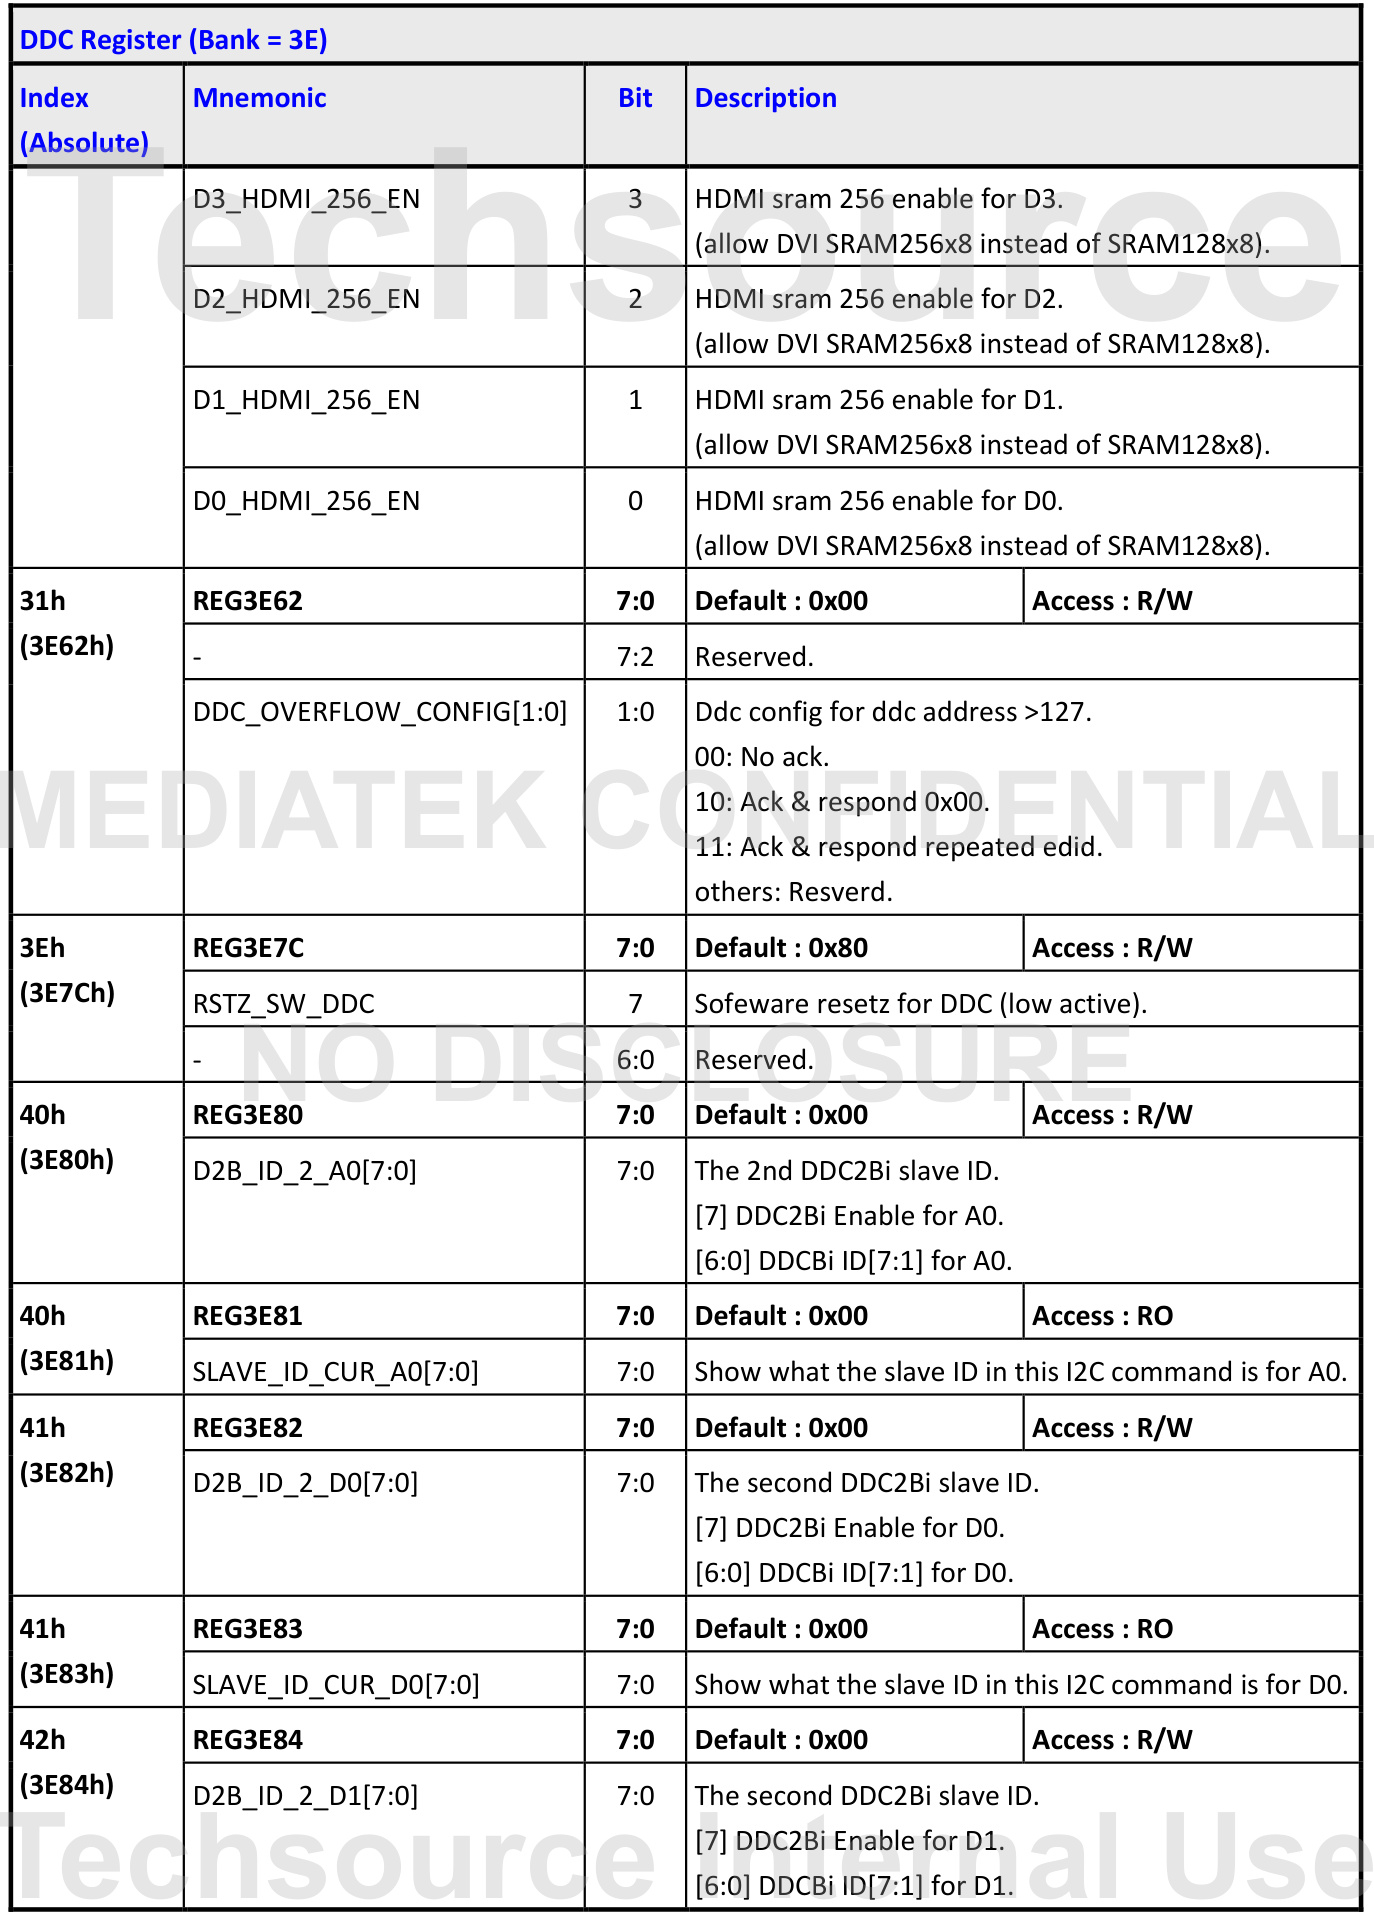 DDC Register (Bank = 3E)
Index
(Absolute)
Mnemonic
Bit
Description
D3_HDMI_256_EN
3
HDMI sram 256 enable for D3.
(allow DVI SRAM256x8 instead of SRAM128x8).
D2_HDMI_256_EN
2
HDMI sram 256 enable for D2.
(allow DVI SRAM256x8 instead of SRAM128x8).
D1_HDMI_256_EN
1
HDMI sram 256 enable for D1.
(allow DVI SRAM256x8 instead of SRAM128x8).
D0_HDMI_256_EN
0
HDMI sram 256 enable for D0.
(allow DVI SRAM256x8 instead of SRAM128x8).
31h
(3E62h)
REG3E62
7:0
Default : 0x00
Access : R/W
-
7:2
Reserved.
DDC_OVERFLOW_CONFIG[1:0]
1:0
Ddc config for ddc address >127.
00: No ack.
10: Ack & respond 0x00.
11: Ack & respond repeated edid.
others: Resverd.
3Eh
(3E7Ch)
REG3E7C
7:0
Default : 0x80
Access : R/W
RSTZ_SW_DDC
7
Sofeware resetz for DDC (low active).
-
6:0
Reserved.
40h
(3E80h)
REG3E80
7:0
Default : 0x00
Access : R/W
D2B_ID_2_A0[7:0]
7:0
The 2nd DDC2Bi slave ID.
[7] DDC2Bi Enable for A0.
[6:0] DDCBi ID[7:1] for A0.
40h
(3E81h)
REG3E81
7:0
Default : 0x00
Access : RO
SLAVE_ID_CUR_A0[7:0]
7:0
Show what the slave ID in this I2C command is for A0.
41h
(3E82h)
REG3E82
7:0
Default : 0x00
Access : R/W
D2B_ID_2_D0[7:0]
7:0
The second DDC2Bi slave ID.
[7] DDC2Bi Enable for D0.
[6:0] DDCBi ID[7:1] for D0.
41h
(3E83h)
REG3E83
7:0
Default : 0x00
Access : RO
SLAVE_ID_CUR_D0[7:0]
7:0
Show what the slave ID in this I2C command is for D0.
42h
(3E84h)
REG3E84
7:0
Default : 0x00
Access : R/W
D2B_ID_2_D1[7:0]
7:0
The second DDC2Bi slave ID.
[7] DDC2Bi Enable for D1.
[6:0] DDCBi ID[7:1] for D1.
Techsource
MEDIATEK CONFIDENTIAL
NO DISCLOSURE
Techsource Internal Use